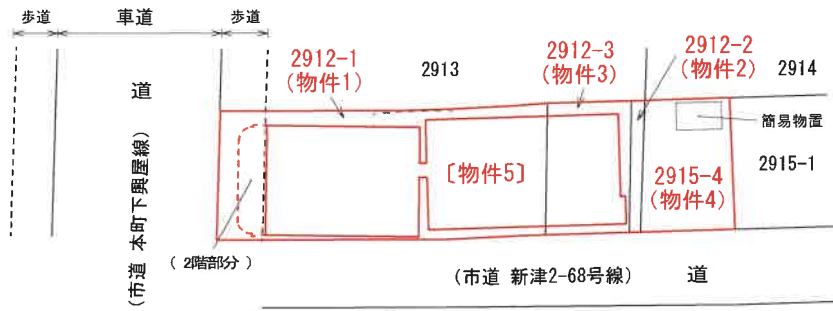 歩道
車道
歩道
2912-1
(物件1)
2913
2912-3
(物件3)
2912-2
(物件2)
2914
道
簡易物置
〔物件5〕
2915-4
(物件4)
2915-1
(市道 本町下興屋線)
(2階部分)
(市道 新津2-68号線)
道